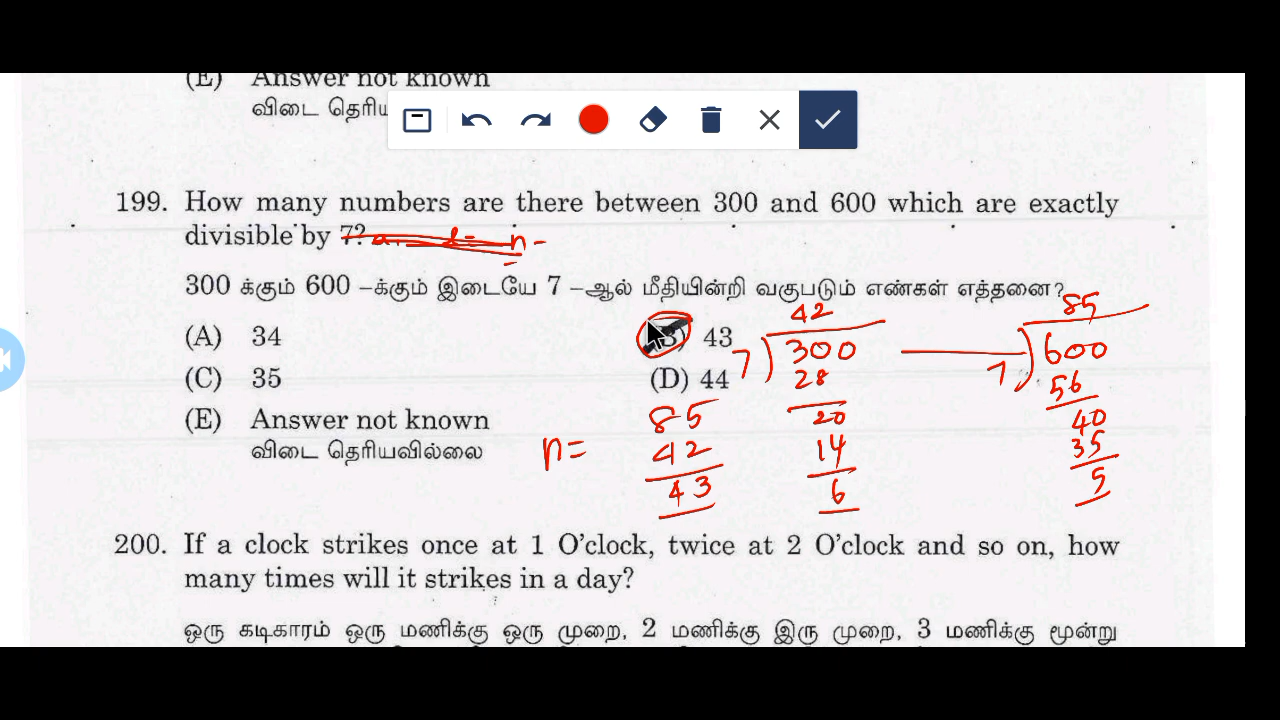 (E) Answer not known
விடை தெரிய
199. How many numbers are there between 300 and 600 which are exactly
divisible by 7? a, d- n-
300 க்கும் 600 –க்கும் இடையே 7 –ஆல் மீதியின்றி வகுபடும் எண்கள் எத்தனை?
(A) 34
(B) 43
(C) 35
(D) 44
(E) Answer not known
விடை தெரியவில்லை
n=
85
42
43
42
7) 300
28
20
14
6
85
7) 600
56
40
35
5
200. If a clock strikes once at 1 O'clock, twice at 2 O'clock and so on, how
many times will it strikes in a day?
ஒரு கடிகாரம் ஒரு மணிக்கு ஒரு முறை, 2 மணிக்கு இரு முறை, 3 மணிக்கு மூன்று